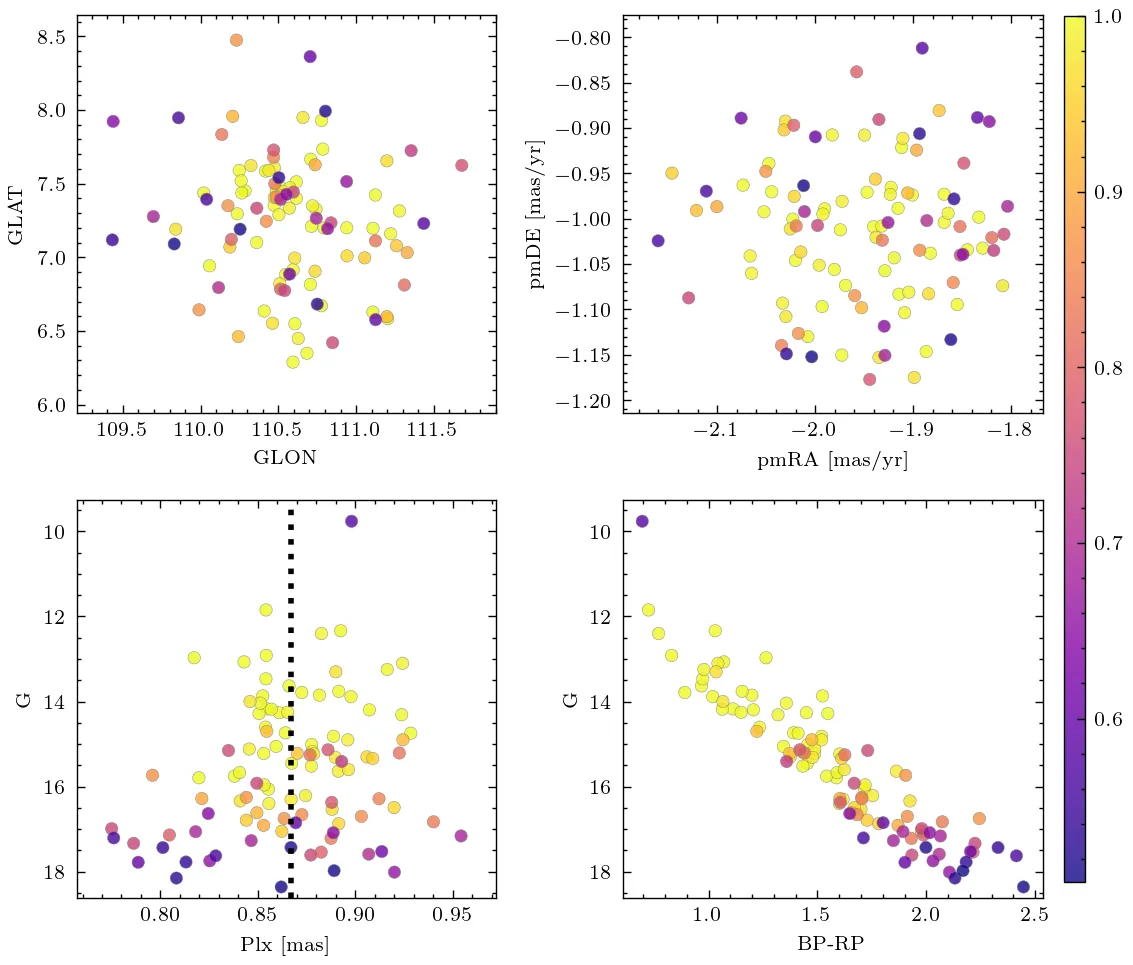 8.5
8.0
7.5
7.0
6.5
6.0
GLAT
109.5 110.0 110.5 111.0 111.5
GLON
−0.80
−0.85
−0.90
−0.95
−1.00
−1.05
−1.10
−1.15
−1.20
pmDE [mas/yr]
−2.1 −2.0 −1.9 −1.8
pmRA [mas/yr]
10
12
14
16
18
G
0.80 0.85 0.90 0.95
Plx [mas]
10
12
14
16
18
G
1.0 1.5 2.0 2.5
BP-RP
1.0
0.9
0.8
0.7
0.6